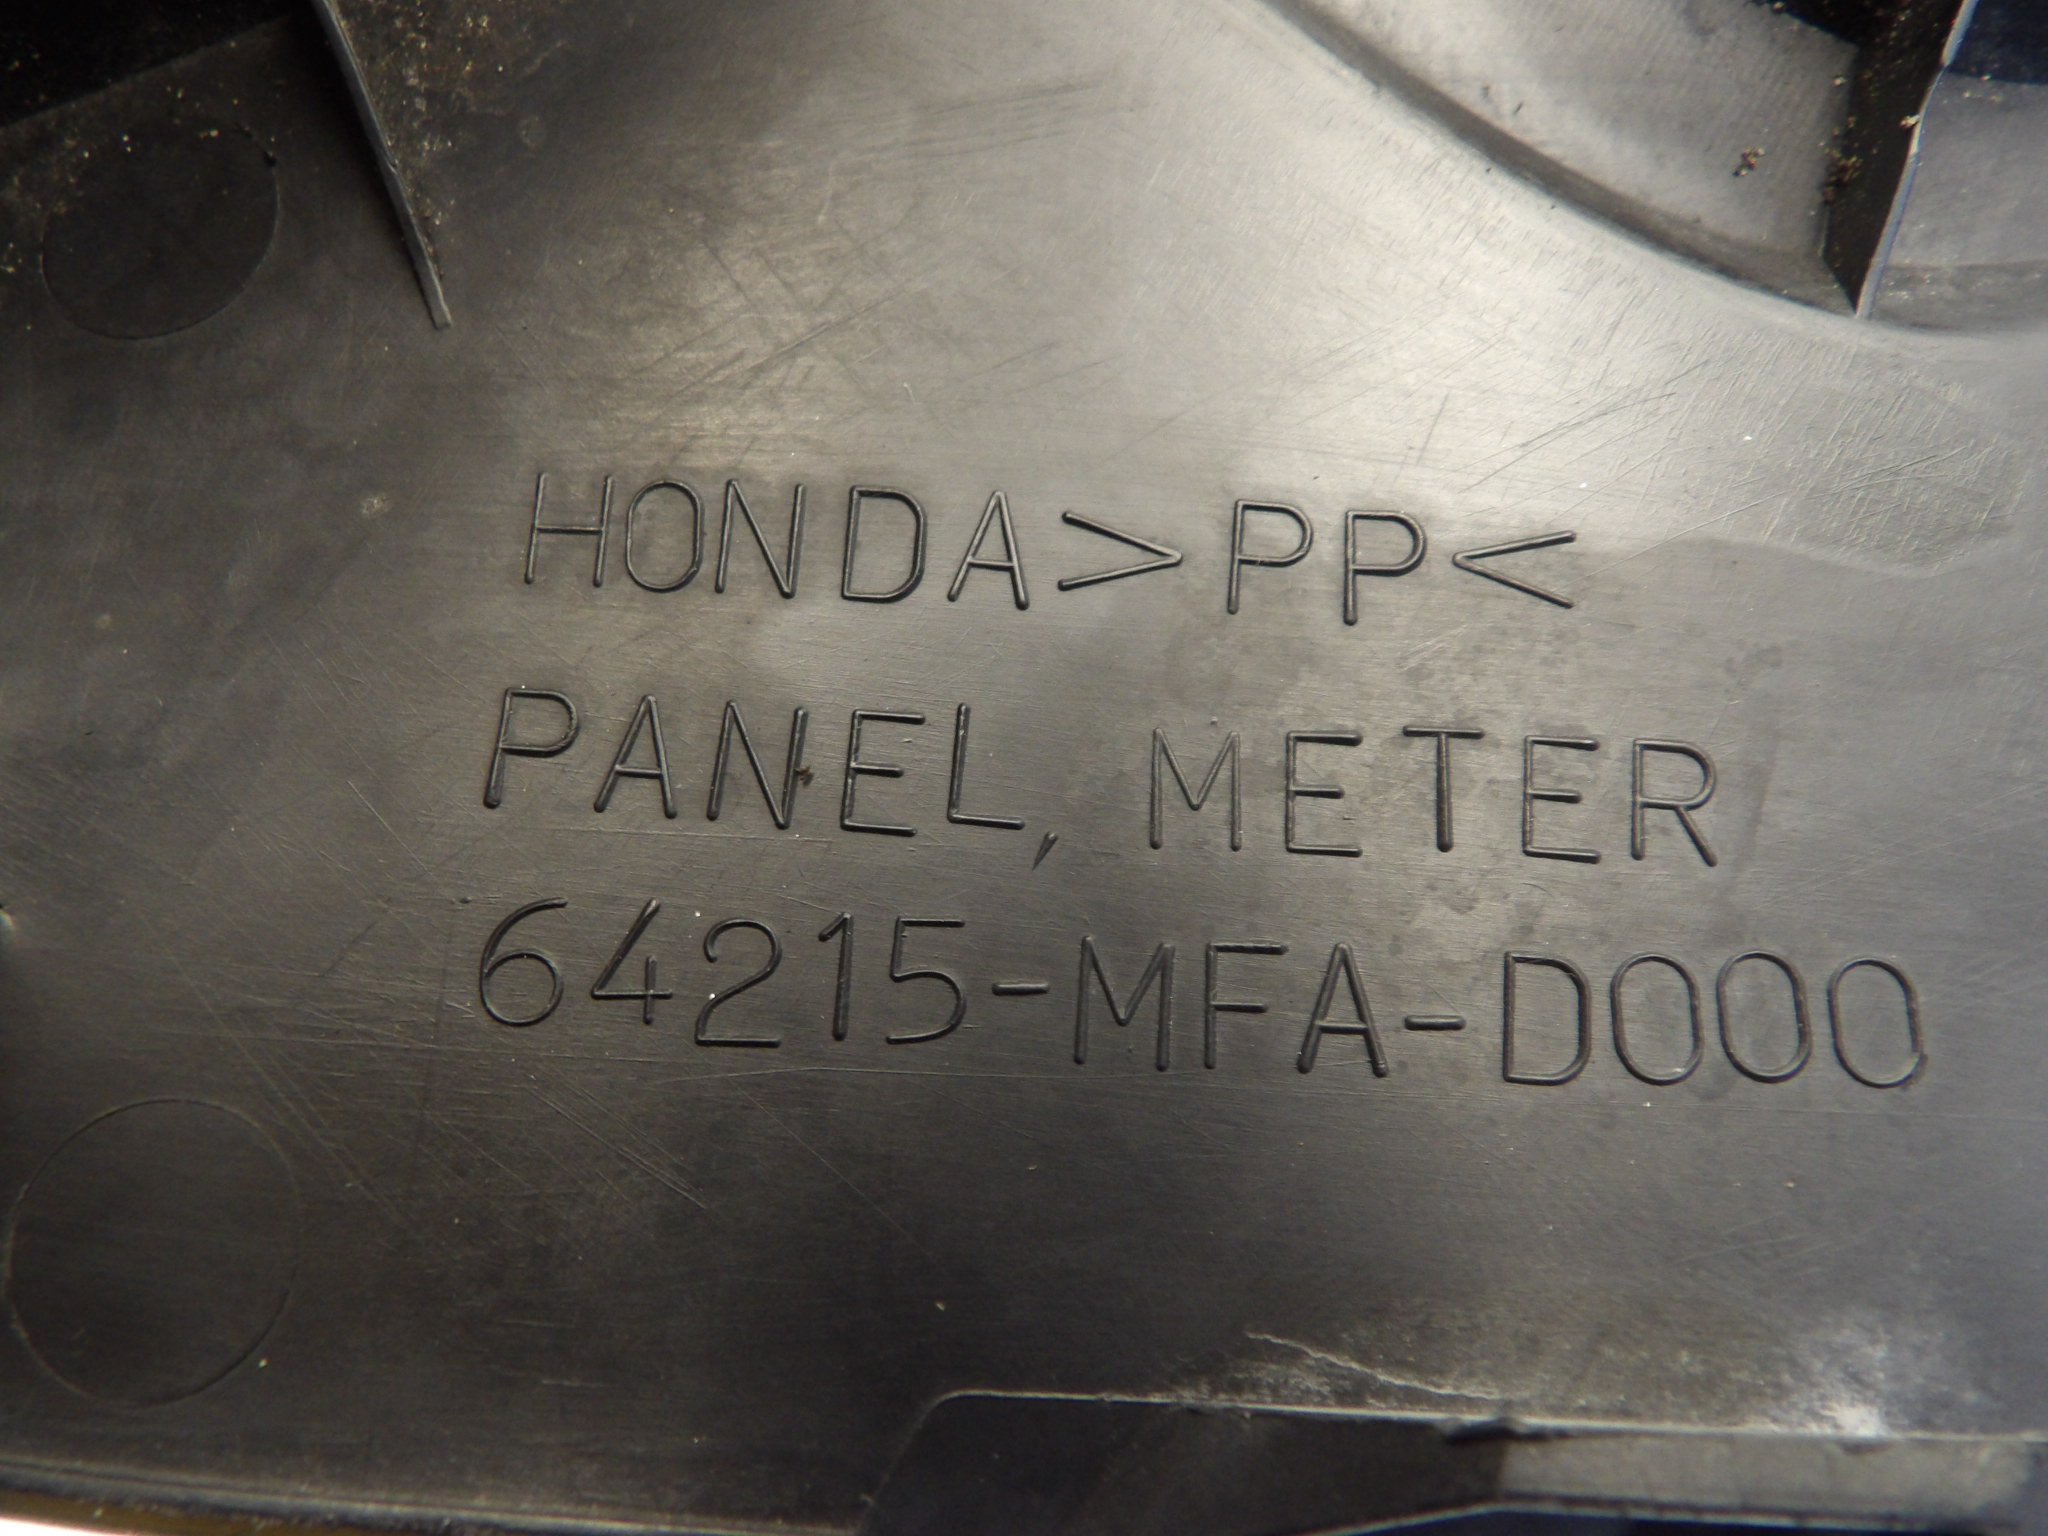 HONDA>PP<
PANEL, METER
64215-MFA-D000